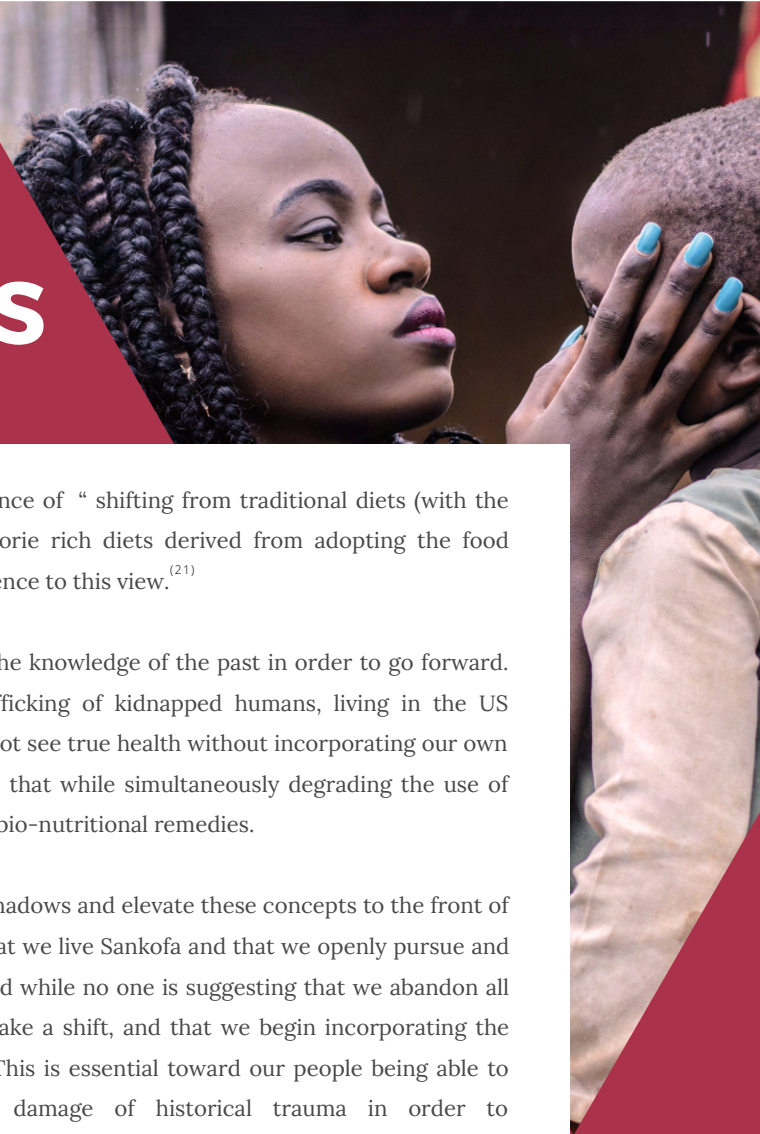 s
nce of “ shifting from traditional diets (with the
orie rich diets derived from adopting the food
ence to this view.(21)
he knowledge of the past in order to go forward.
fficking of kidnapped humans, living in the US
ot see true health without incorporating our own
that while simultaneously degrading the use of
bio-nutritional remedies.
hadows and elevate these concepts to the front of
at we live Sankofa and that we openly pursue and
d while no one is suggesting that we abandon all
ake a shift, and that we begin incorporating the
This is essential toward our people being able to
damage of historical trauma in order to